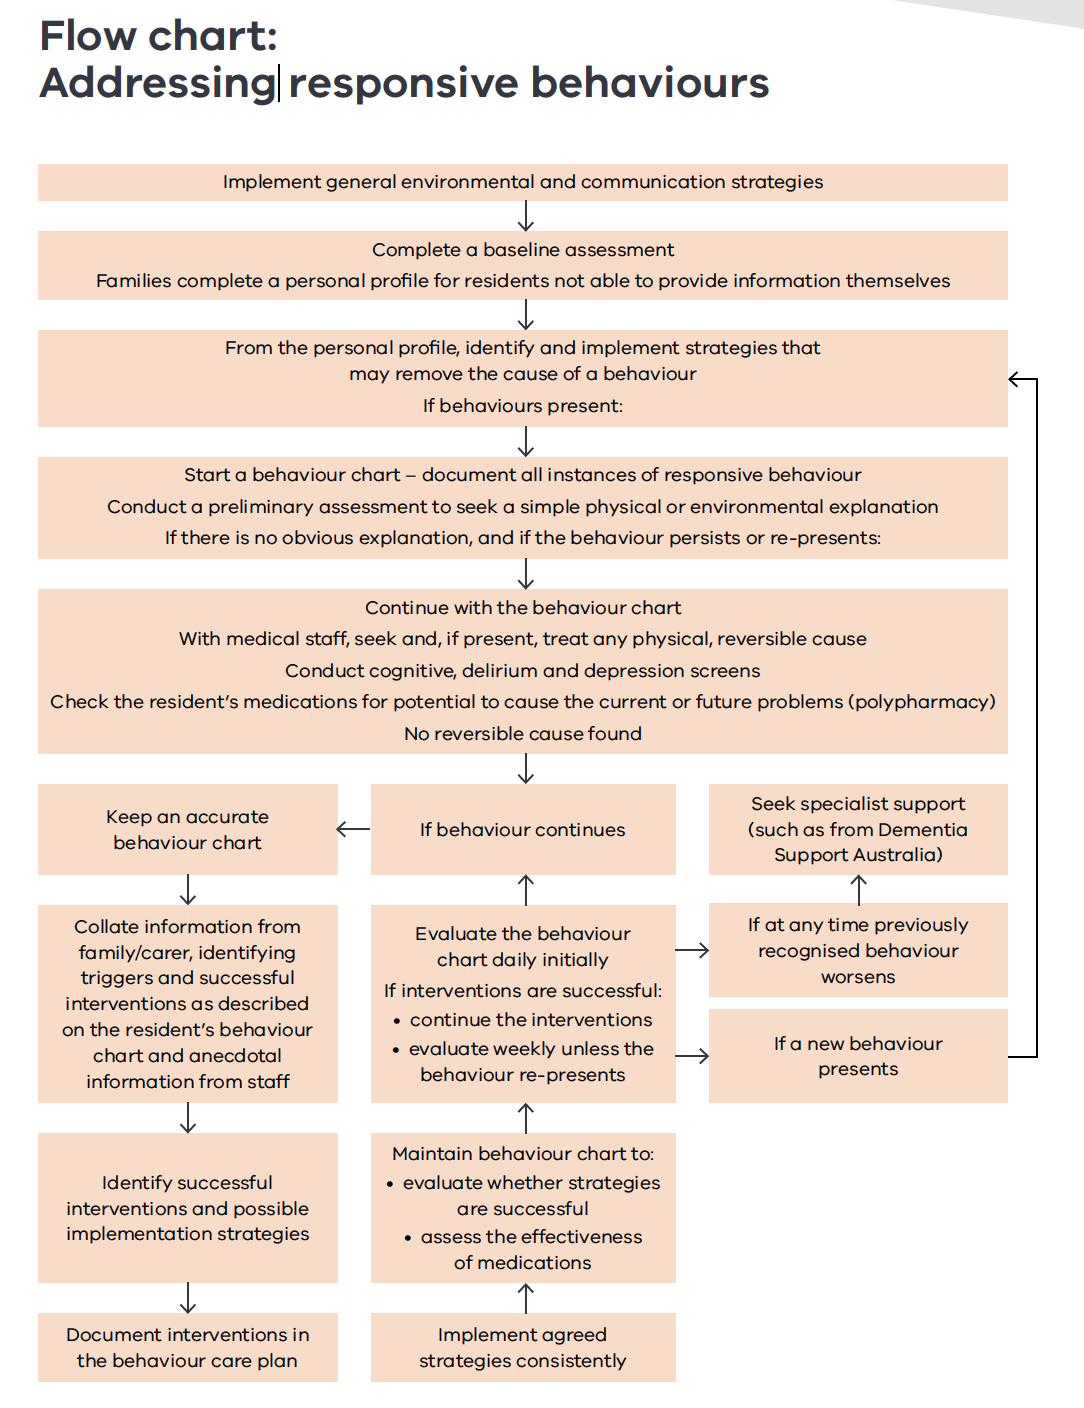 Flow chart:
Addressing responsive behaviours
Implement general environmental and communication strategies
Complete a baseline assessment
Families complete a personal profile for residents not able to provide information themselves
From the personal profile, identify and implement strategies that
may remove the cause of a behaviour
If behaviours present:
Start a behaviour chart – document all instances of responsive behaviour
Conduct a preliminary assessment to seek a simple physical or environmental explanation
If there is no obvious explanation, and if the behaviour persists or re-presents:
Continue with the behaviour chart
With medical staff, seek and, if present, treat any physical, reversible cause
Conduct cognitive, delirium and depression screens
Check the resident’s medications for potential to cause the current or future problems (polypharmacy)
No reversible cause found
Keep an accurate
behaviour chart
If behaviour continues
Seek specialist support
(such as from Dementia
Support Australia)
Collate information from
family/carer, identifying
triggers and successful
interventions as described
on the resident’s behaviour
chart and anecdotal
information from staff
Evaluate the behaviour
chart daily initially
If interventions are successful:
• continue the interventions
• evaluate weekly unless the
behaviour re-presents
If at any time previously
recognised behaviour
worsens
If a new behaviour
presents
Identify successful
interventions and possible
implementation strategies
Maintain behaviour chart to:
• evaluate whether strategies
are successful
• assess the effectiveness
of medications
Document interventions in
the behaviour care plan
Implement agreed
strategies consistently